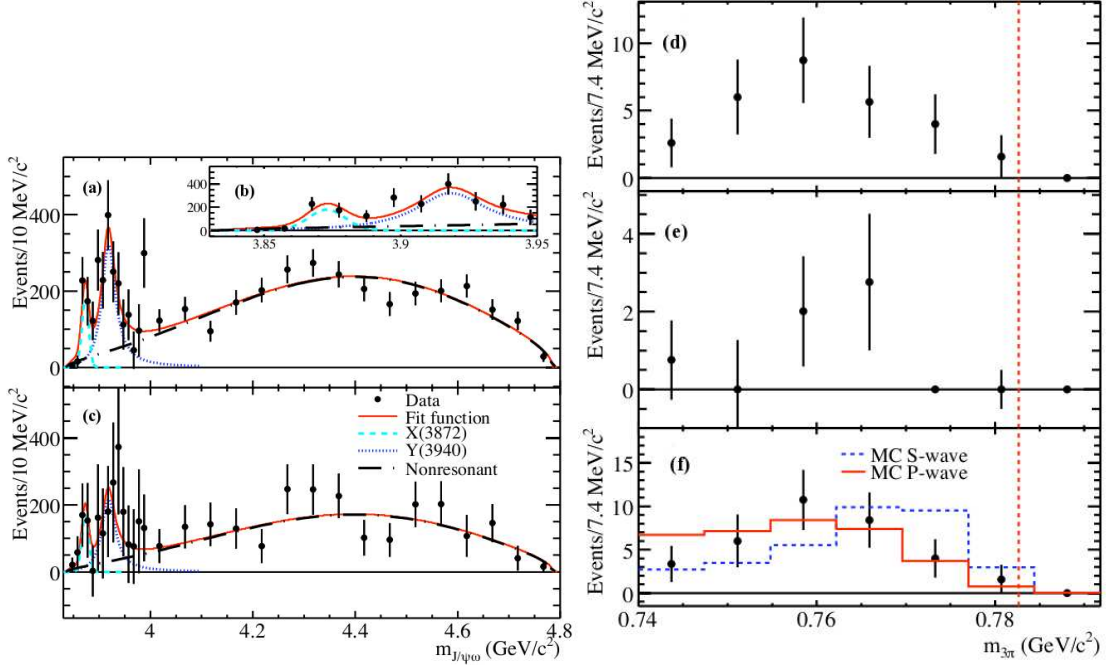 Events/10 MeV/c²
(a)
400
200
0
(b)
400
200
0
3.85
3.9
3.95
Events/10 MeV/c²
(c)
400
200
0
Data
Fit function
X(3872)
Y(3940)
Nonresonant
4
4.2
4.4
4.6
4.8
m_J/ψω (GeV/c²)
Events/7.4 MeV/c²
(d)
10
5
0
Events/7.4 MeV/c²
(e)
4
2
0
Events/7.4 MeV/c²
(f)
MC S-wave
MC P-wave
15
10
5
0
0.74
0.76
0.78
m_3π (GeV/c²)